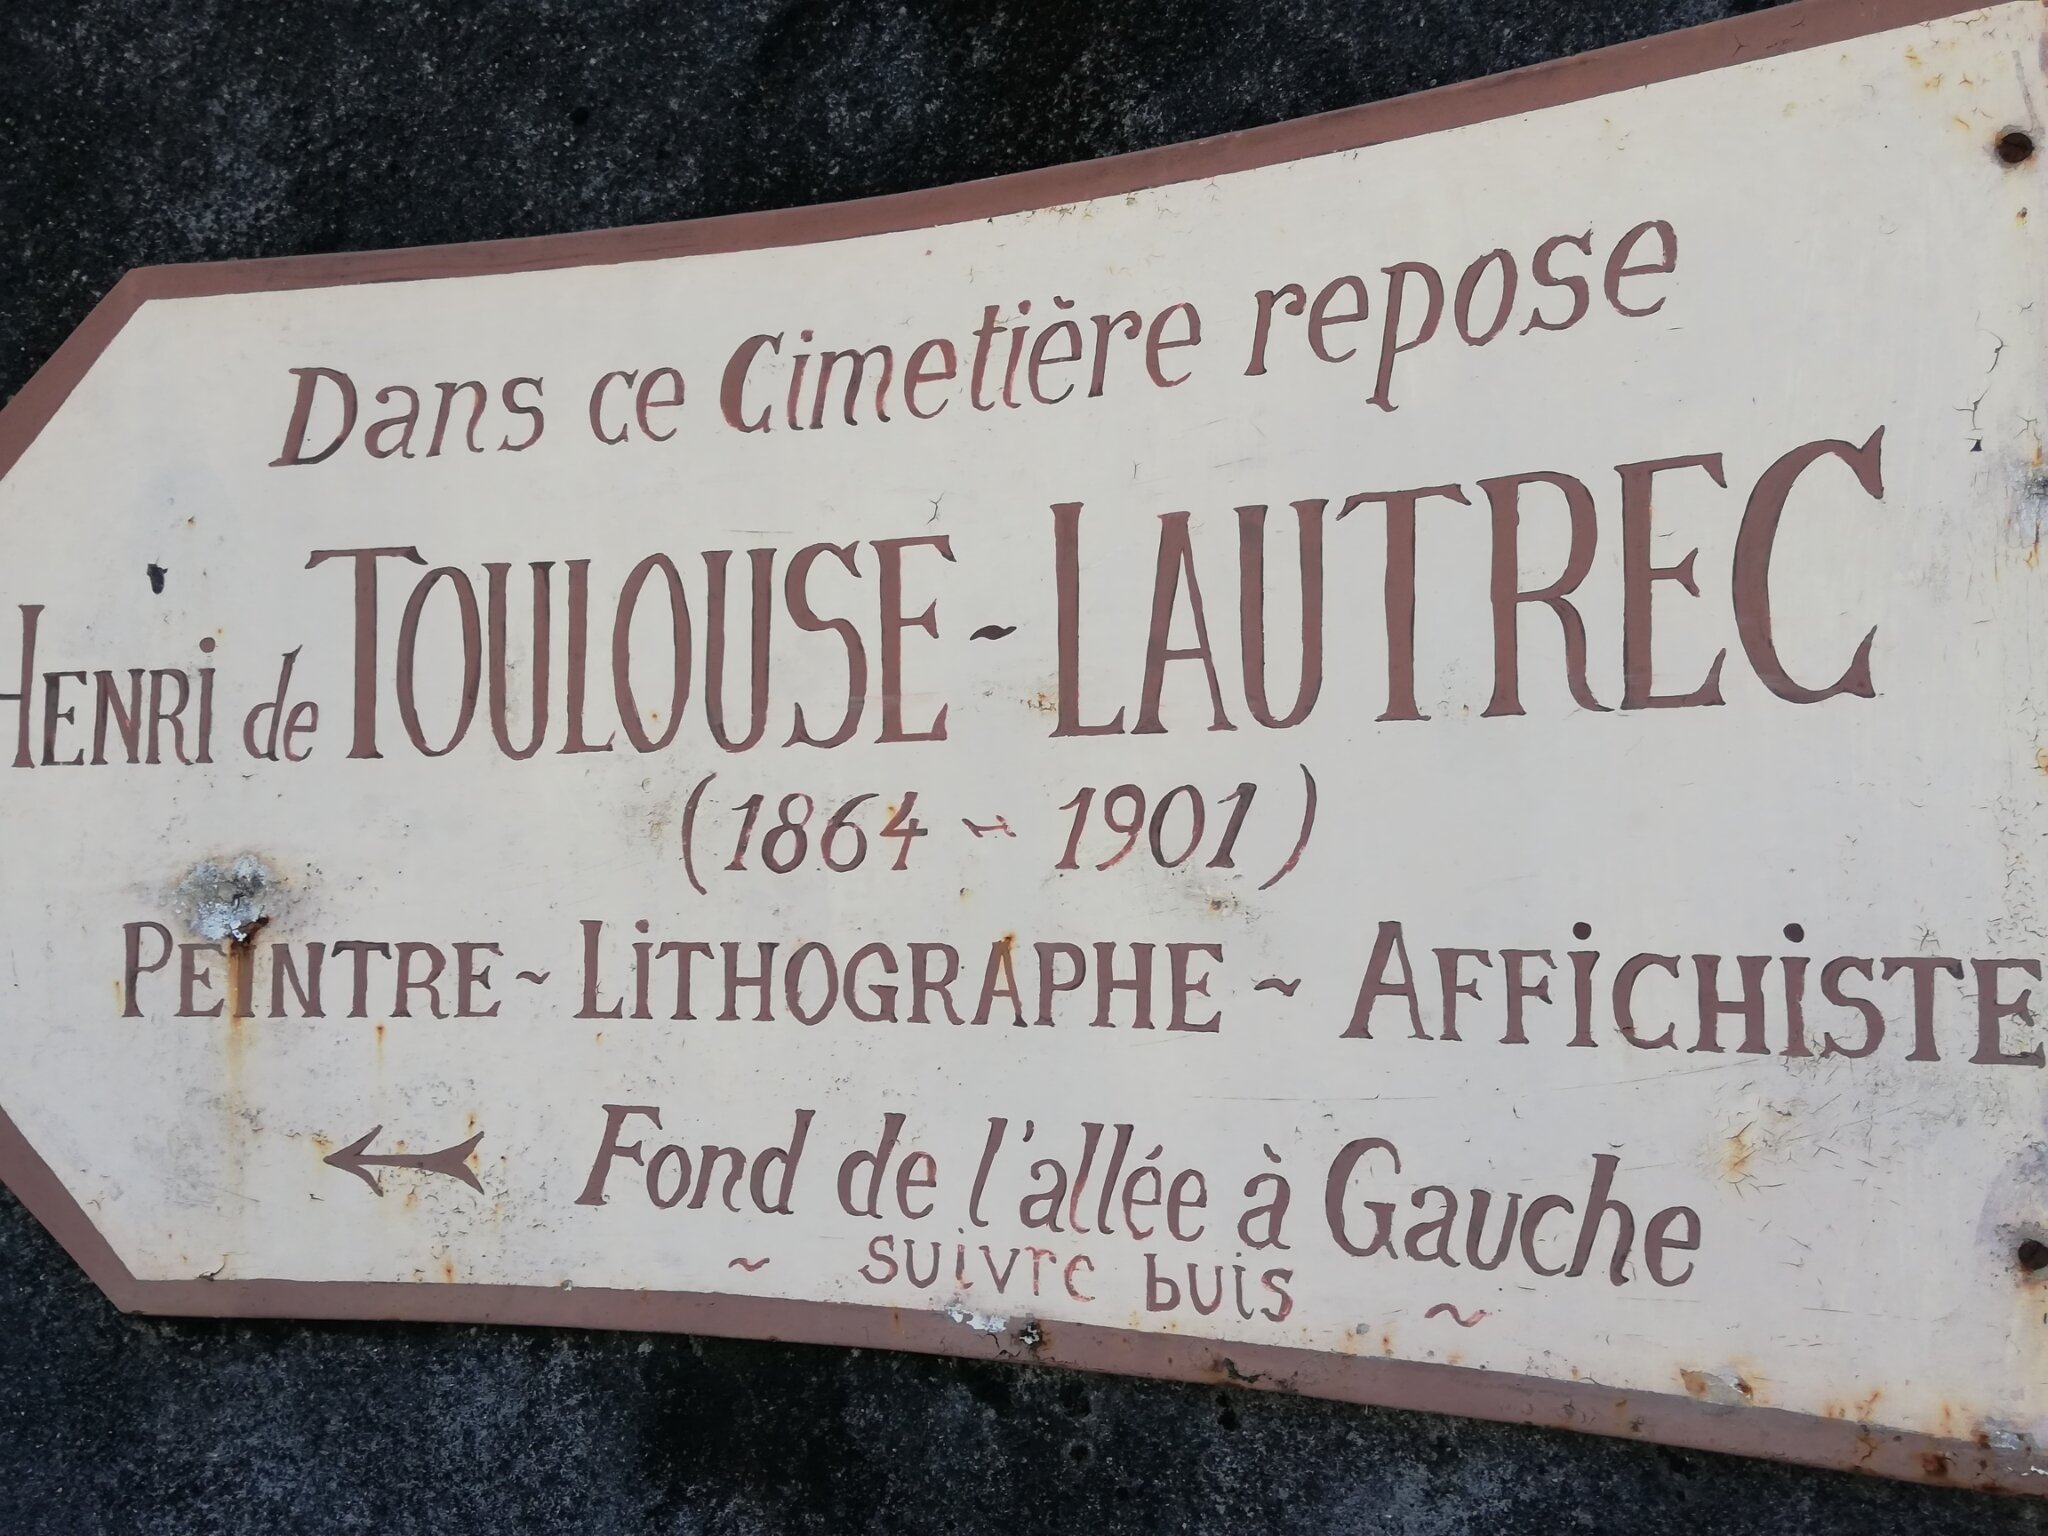 Dans ce Cimetière repose
HENRi de TOULOUSE ~ LAUTREC
(1864 ~ 1901)
PEiNTRE ~ LiTHOGRAPHE ~ AFFiCHiSTE
← Fond de l'allée à Gauche
~ suivre buis ~